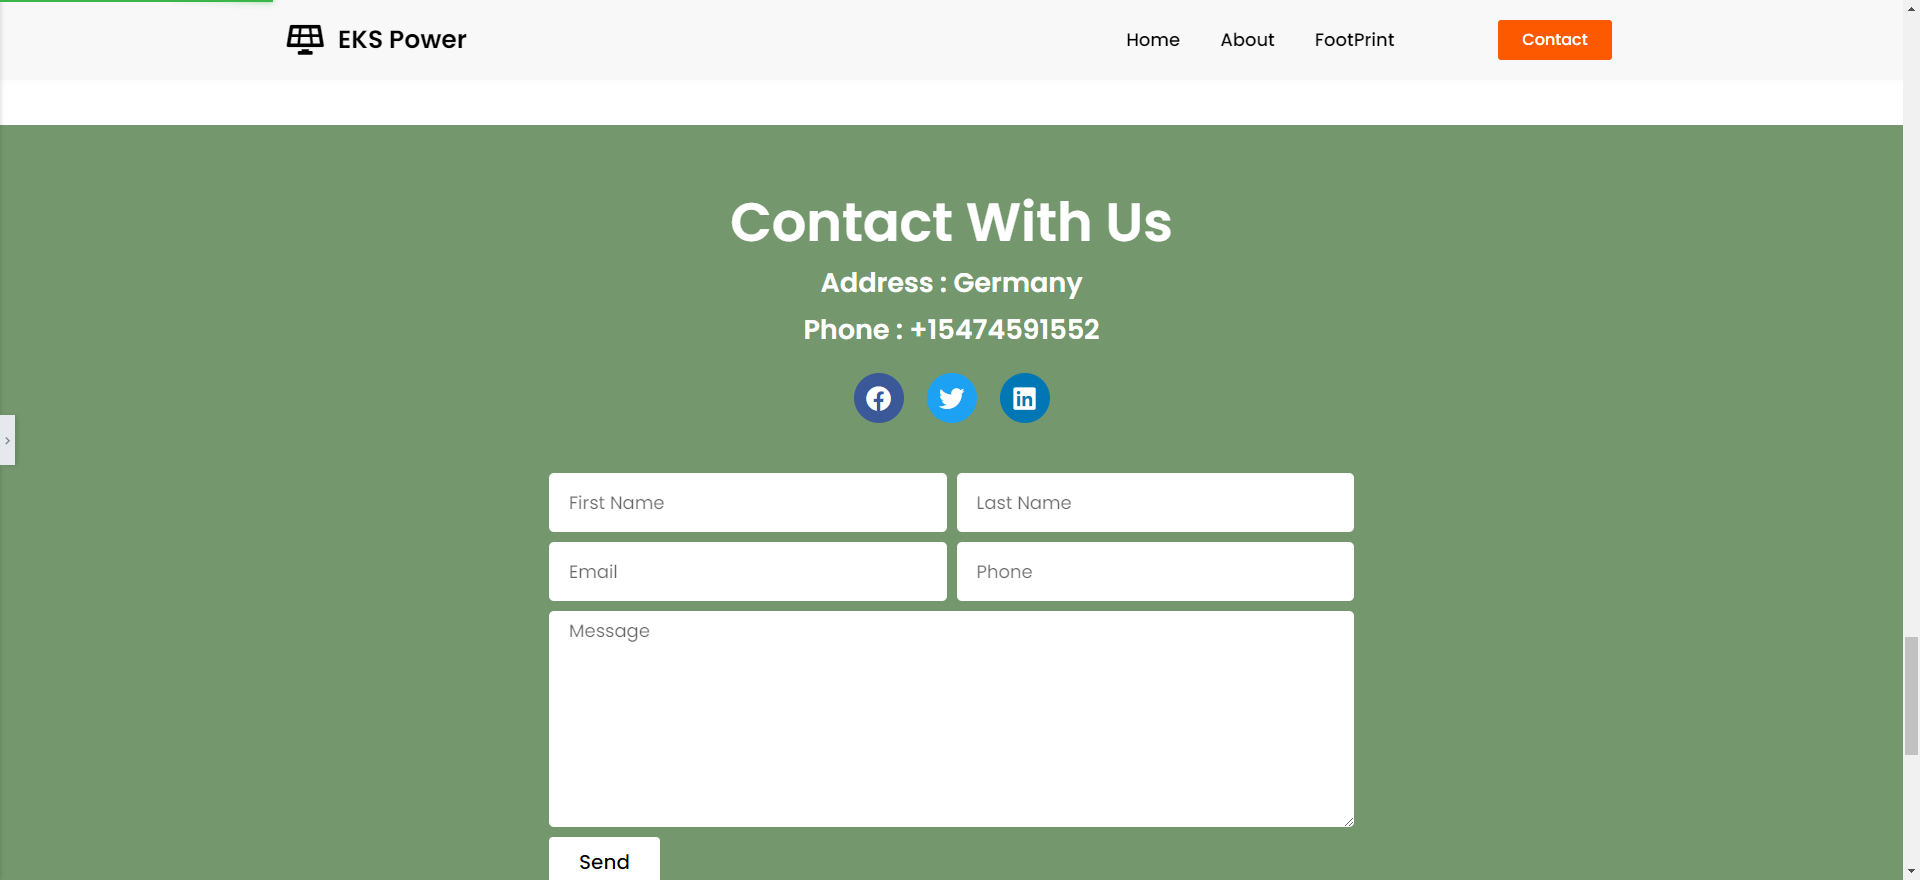 EKS Power
Home About FootPrint Contact
Contact With Us
Address : Germany
Phone : +15474591552
First Name Last Name
Email Phone
Message
Send